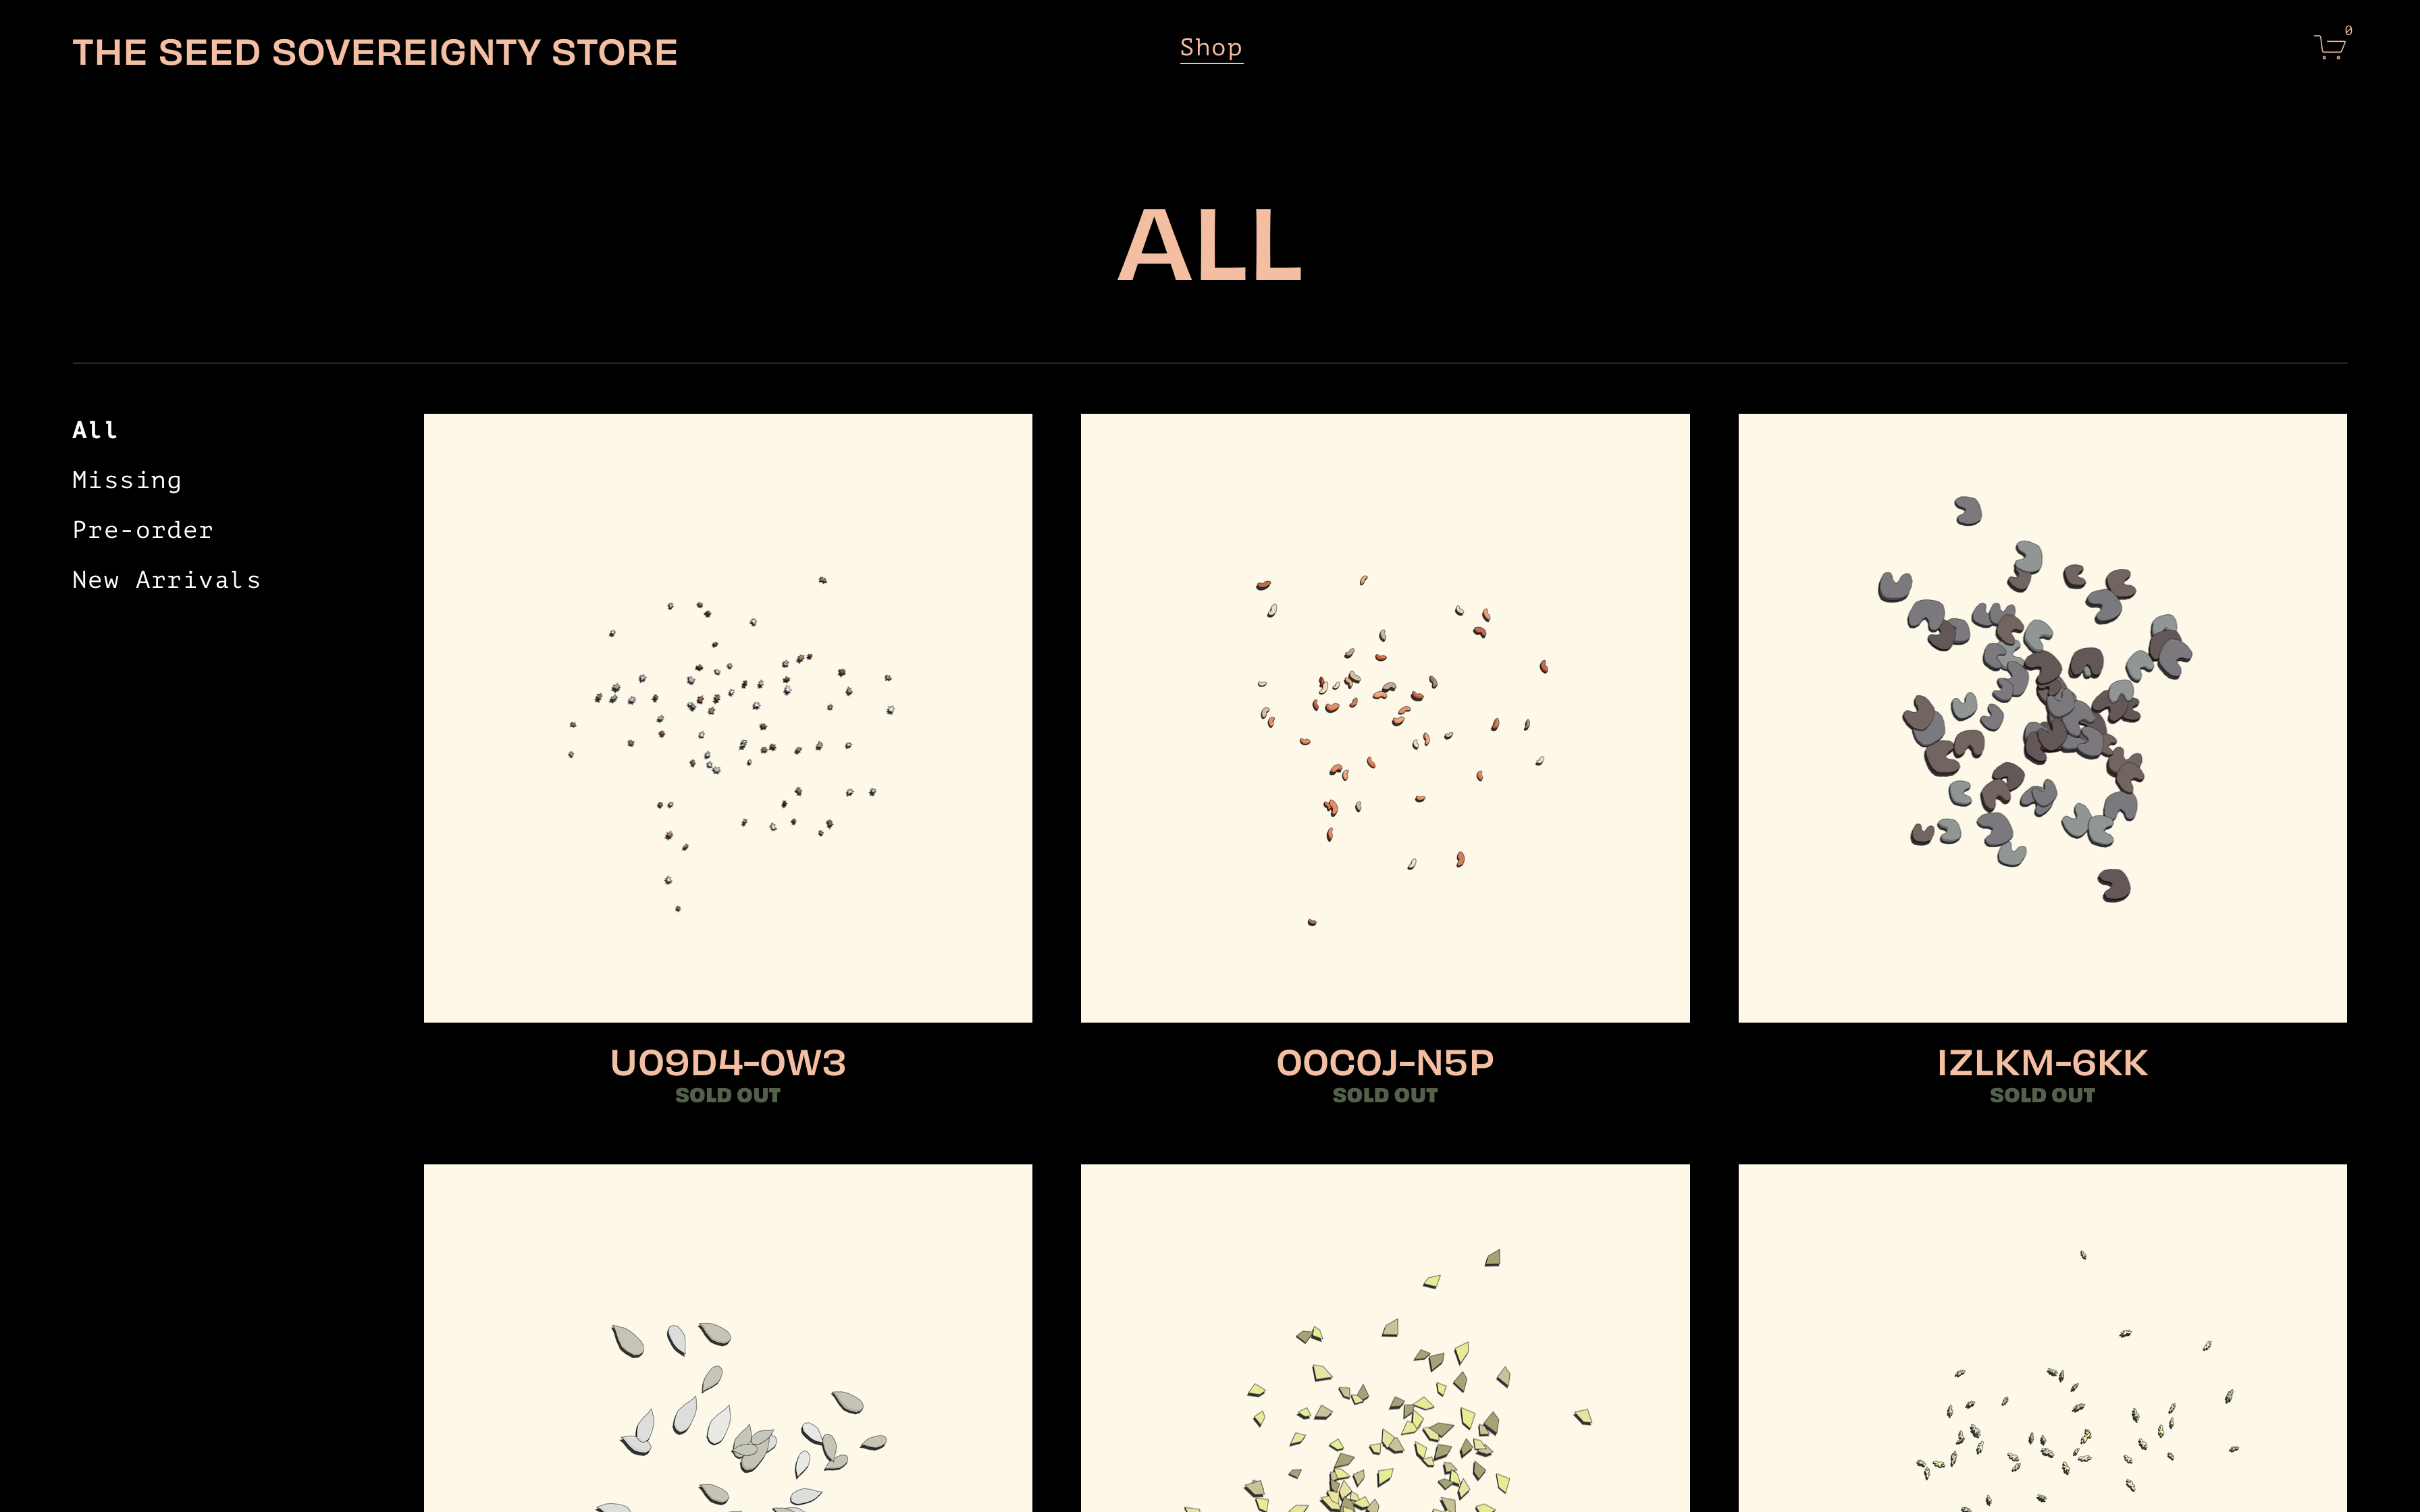 THE SEED SOVEREIGNTY STORE
Shop
0
ALL
All
Missing
Pre-order
New Arrivals
U09D4-0W3
00C0J-N5P
IZLKM-6KK
SOLD OUT
SOLD OUT
SOLD OUT